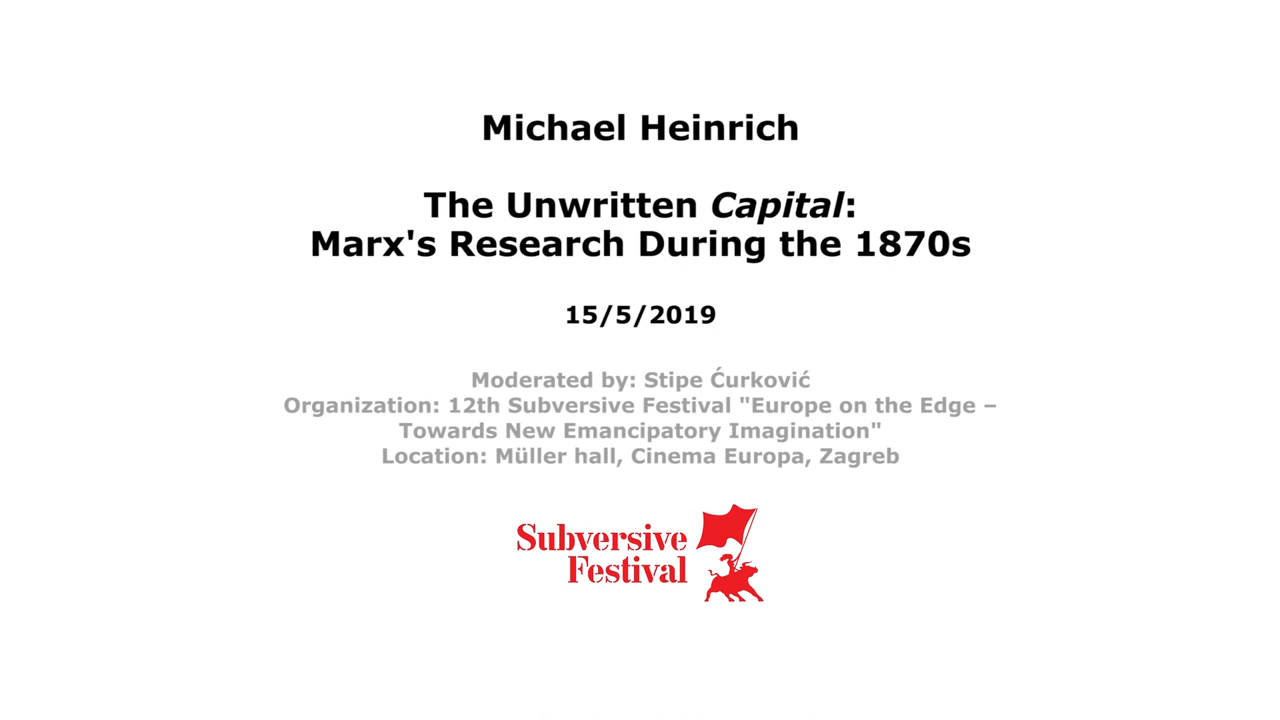 Michael Heinrich
The Unwritten Capital:
Marx's Research During the 1870s
15/5/2019
Moderated by: Stipe Ćurković
Organization: 12th Subversive Festival "Europe on the Edge –
Towards New Emancipatory Imagination"
Location: Müller hall, Cinema Europa, Zagreb
Subversive
Festival